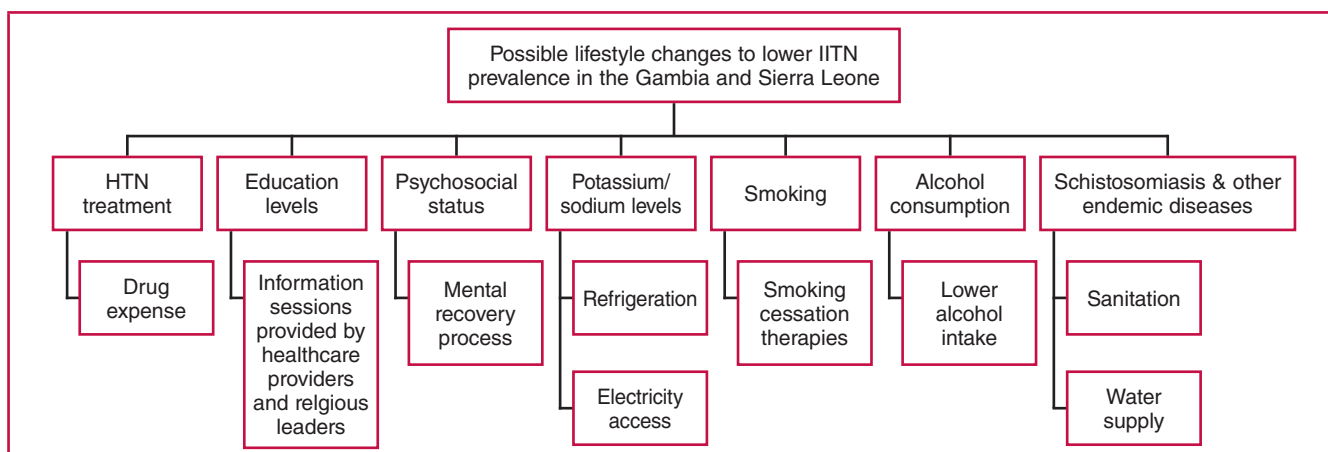 Possible lifestyle changes to lower IITN
prevalence in the Gambia and Sierra Leone
HTN
treatment
Education
levels
Psychosocial
status
Potassium/
sodium levels
Smoking
Alcohol
consumption
Schistosomiasis & other
endemic diseases
Drug
expense
Information
sessions
provided by
healthcare
providers
and relgious
leaders
Mental
recovery
process
Refrigeration
Electricity
access
Smoking
cessation
therapies
Lower
alcohol
intake
Sanitation
Water
supply